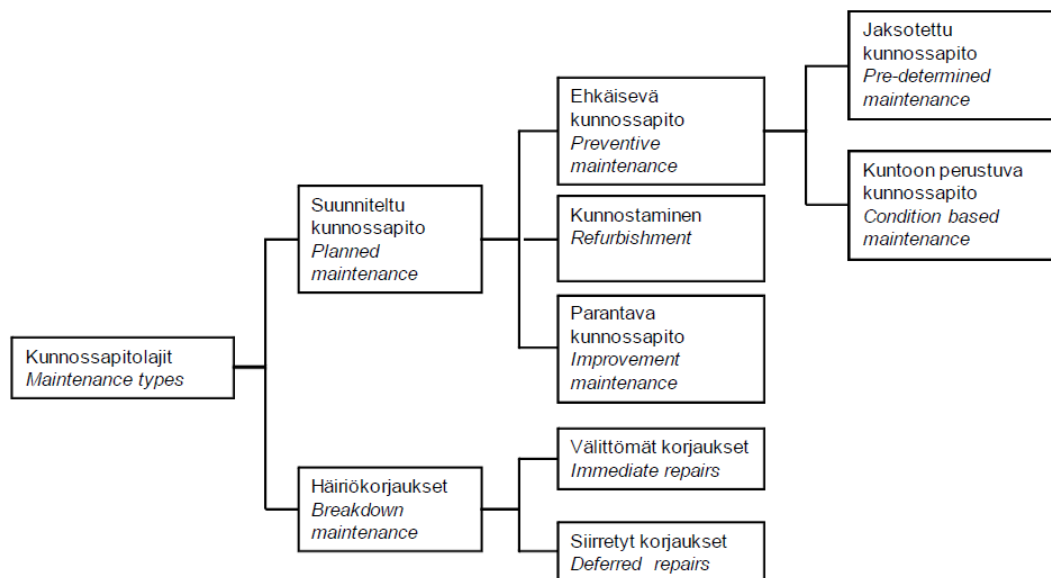 Kunnossapitolajit
Maintenance types
Suunniteltu
kunnossapito
Planned
maintenance
Häiriökorjaukset
Breakdown
maintenance
Ehkäisevä
kunnossapito
Preventive
maintenance
Kunnostaminen
Refurbishment
Parantava
kunnossapito
Improvement
maintenance
Välittömät korjaukset
Immediate repairs
Siirretyt korjaukset
Deferred repairs
Jaksotettu
kunnossapito
Pre-determined
maintenance
Kuntoon perustuva
kunnossapito
Condition based
maintenance